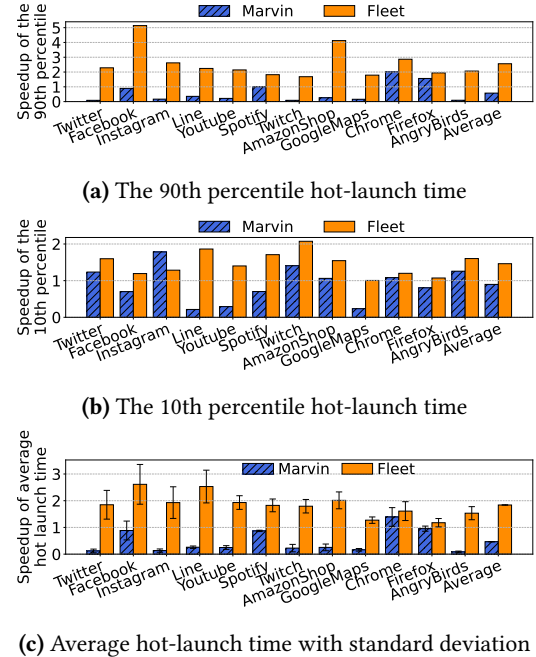 Marvin Fleet
Speedup of the
90th percentile
5
4
3
2
1
0
Twitter Facebook Instagram Line Youtube Spotify Twitch AmazonShop GoogleMaps Chrome Firefox AngryBirds Average
(a) The 90th percentile hot-launch time
Marvin Fleet
Speedup of the
10th percentile
2
1
0
Twitter Facebook Instagram Line Youtube Spotify Twitch AmazonShop GoogleMaps Chrome Firefox AngryBirds Average
(b) The 10th percentile hot-launch time
Marvin Fleet
Speedup of average
hot launch time
3
2
1
0
Twitter Facebook Instagram Line Youtube Spotify Twitch AmazonShop GoogleMaps Chrome Firefox AngryBirds Average
(c) Average hot-launch time with standard deviation